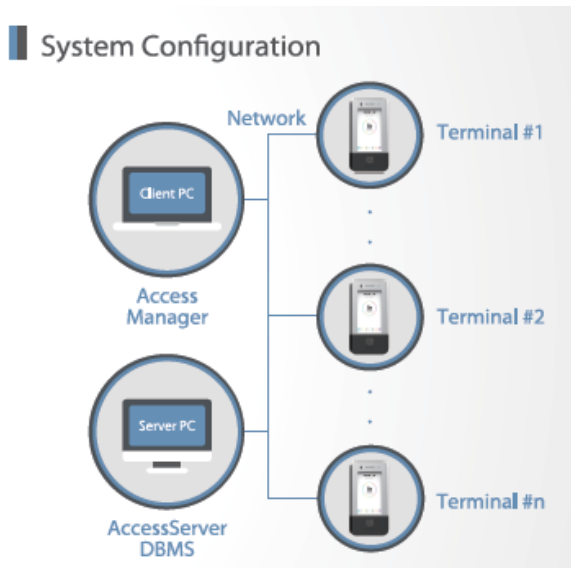 System Configuration
Network
Terminal #1
Client PC
Access
Manager
Terminal #2
Server PC
AccessServer
DBMS
Terminal #n